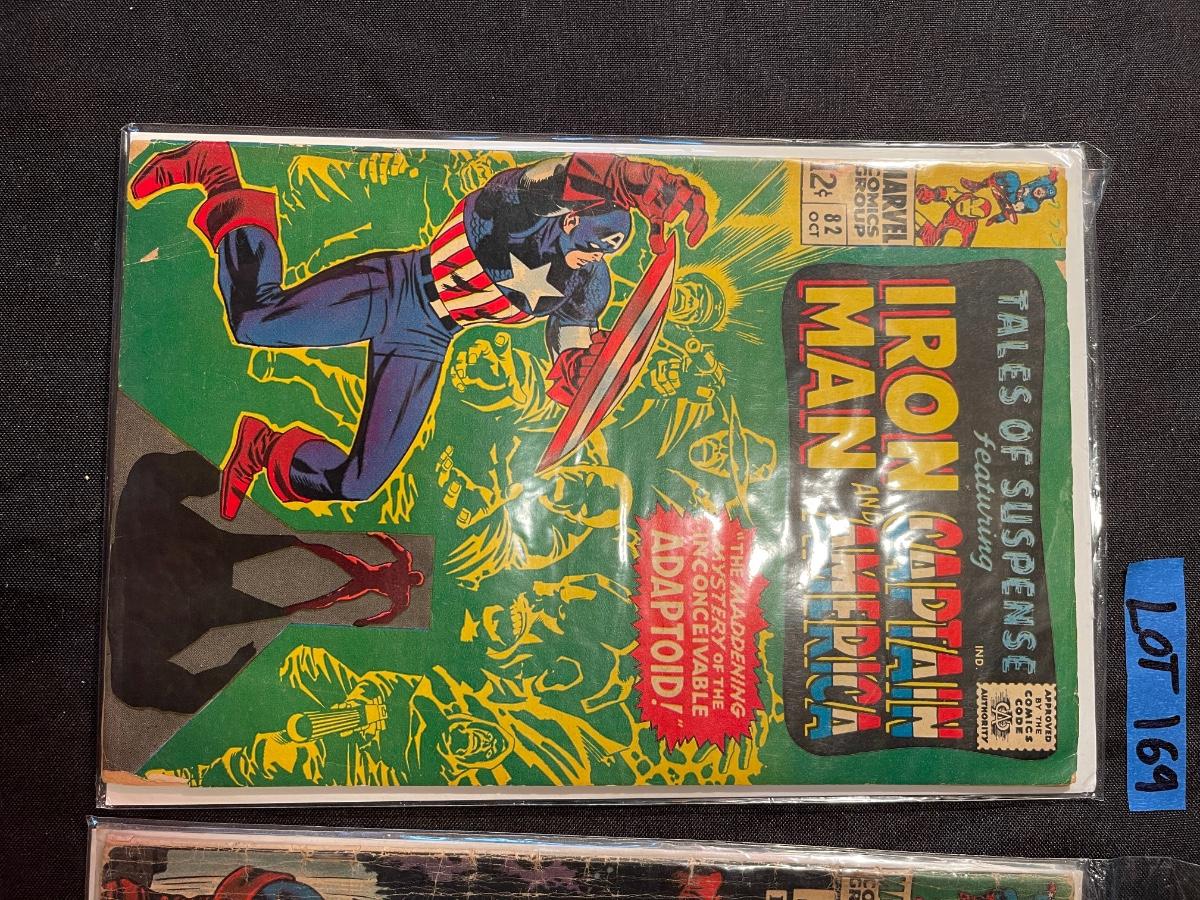 MARVEL
COMICS
GROUP
12¢
82
OCT
TALES OF SUSPENSE
featuring
IRON
MAN
AND
CAPTAIN
AMERICA
IND.
APPROVED
BY THE
COMICS
CODE
AUTHORITY
"THE MADDENING
MYSTERY OF THE
INCONCEIVABLE
ADAPTOID!"
LOT 169